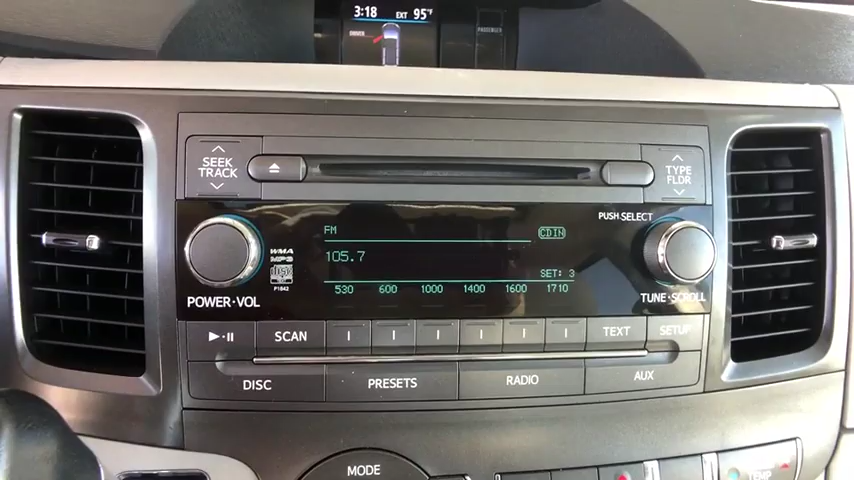 3:18 EXT 95°F
DRIVER
PASSENGER
SEEK
TRACK
TYPE
FLDR
PUSH SELECT
FM
CD IN
105.7
WMA
MP3
SET: 3
530 600 1000 1400 1600 1710
P1842
POWER·VOL
TUNE·SCROLL
SCAN
TEXT
SETUP
DISC
PRESETS
RADIO
AUX
MODE
TEMP